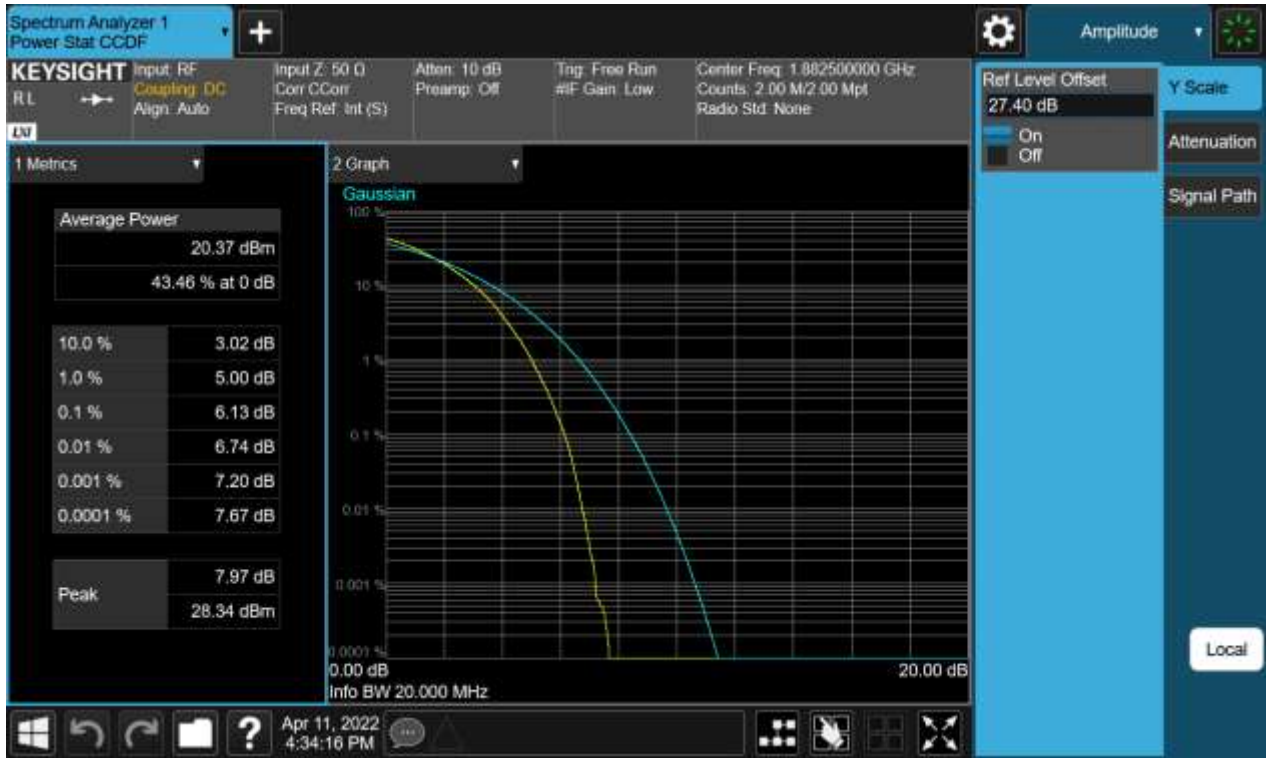 Spectrum Analyzer 1
Power Stat CCDF
+
Amplitude
KEYSIGHT
RL
LXI
Input: RF
Coupling: DC
Align: Auto
Input Z: 50 Ω
Corr CCorr
Freq Ref: Int (S)
Atten: 10 dB
Preamp: Off
Trig: Free Run
#IF Gain: Low
Center Freq: 1.882500000 GHz
Counts: 2.00 M/2.00 Mpt
Radio Std: None
Ref Level Offset
27.40 dB
On
Off
Y Scale
Attenuation
Signal Path
Local
1 Metrics
Average Power
20.37 dBm
43.46 % at 0 dB
10.0 % 3.02 dB
1.0 % 5.00 dB
0.1 % 6.13 dB
0.01 % 6.74 dB
0.001 % 7.20 dB
0.0001 % 7.67 dB
Peak
7.97 dB
28.34 dBm
2 Graph
Gaussian
100 %
10 %
1 %
0.1 %
0.01 %
0.001 %
0.0001 %
0.00 dB 20.00 dB
Info BW 20.000 MHz
?
Apr 11, 2022
4:34:16 PM